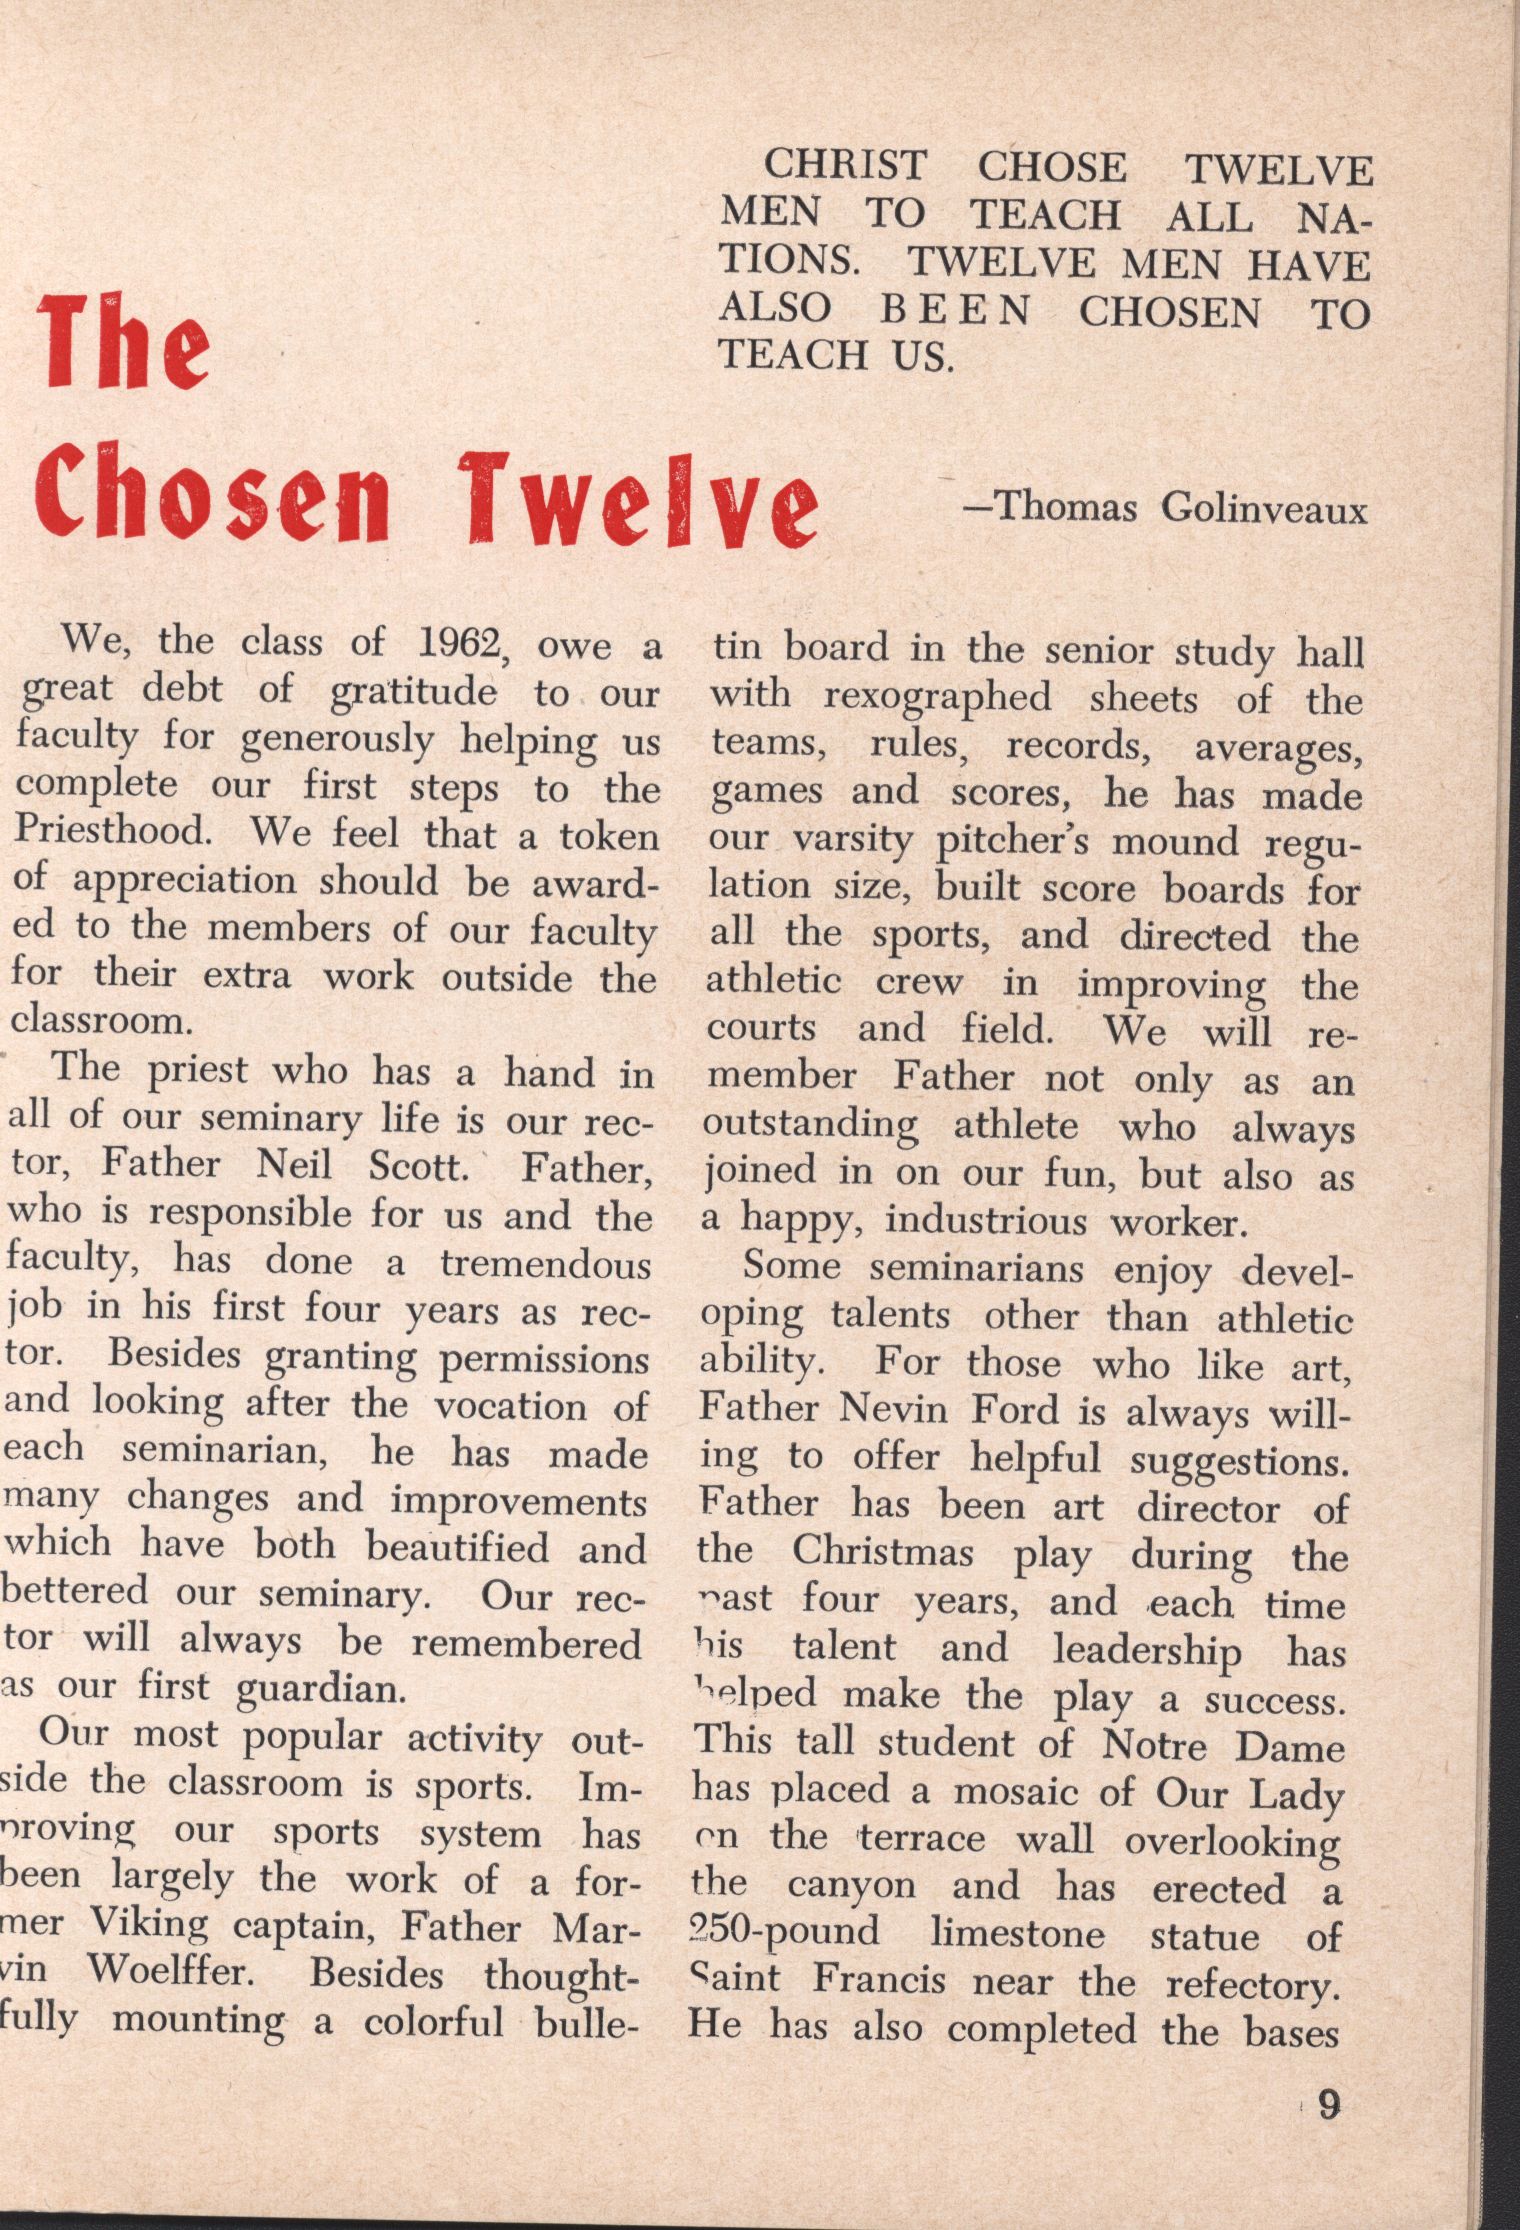 CHRIST CHOSE TWELVE
MEN TO TEACH ALL NA-
TIONS. TWELVE MEN HAVE
ALSO BEEN CHOSEN TO
TEACH US.
The
Chosen Twelve
—Thomas Golinveaux
We, the class of 1962, owe a
great debt of gratitude to our
faculty for generously helping us
complete our first steps to the
Priesthood. We feel that a token
of appreciation should be award-
ed to the members of our faculty
for their extra work outside the
classroom.
The priest who has a hand in
all of our seminary life is our rec-
tor, Father Neil Scott. Father,
who is responsible for us and the
faculty, has done a tremendous
job in his first four years as rec-
tor. Besides granting permissions
and looking after the vocation of
each seminarian, he has made
many changes and improvements
which have both beautified and
bettered our seminary. Our rec-
tor will always be remembered
as our first guardian.
Our most popular activity out-
side the classroom is sports. Im-
proving our sports system has
been largely the work of a for-
mer Viking captain, Father Mar-
vin Woelffer. Besides thought-
fully mounting a colorful bulle-
tin board in the senior study hall
with rexographed sheets of the
teams, rules, records, averages,
games and scores, he has made
our varsity pitcher's mound regu-
lation size, built score boards for
all the sports, and directed the
athletic crew in improving the
courts and field. We will re-
member Father not only as an
outstanding athlete who always
joined in on our fun, but also as
a happy, industrious worker.
Some seminarians enjoy devel-
oping talents other than athletic
ability. For those who like art,
Father Nevin Ford is always will-
ing to offer helpful suggestions.
Father has been art director of
the Christmas play during the
past four years, and each time
his talent and leadership has
helped make the play a success.
This tall student of Notre Dame
has placed a mosaic of Our Lady
on the terrace wall overlooking
the canyon and has erected a
250-pound limestone statue of
Saint Francis near the refectory.
He has also completed the bases
9